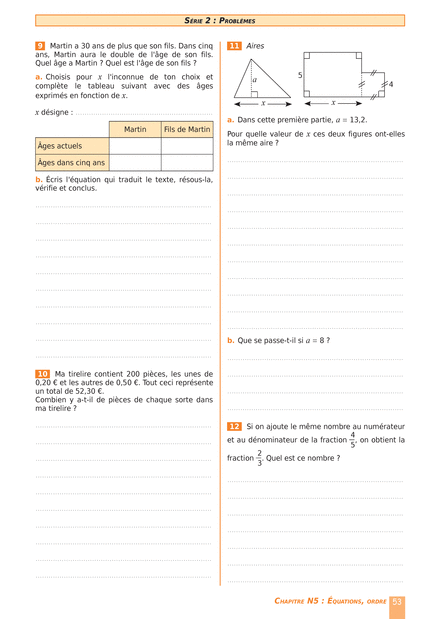 SÉRIE 2 : PROBLÈMES
9 Martin a 30 ans de plus que son fils. Dans cinq
ans, Martin aura le double de l'âge de son fils.
Quel âge a Martin ? Quel est l'âge de son fils ?
a. Choisis pour x l'inconnue de ton choix et
complète le tableau suivant avec des âges
exprimés en fonction de x.
x désigne : ................
Martin Fils de Martin
Âges actuels
Âges dans cinq ans
b. Écris l'équation qui traduit le texte, résous-la,
vérifie et conclus.
10 Ma tirelire contient 200 pièces, les unes de
0,20 € et les autres de 0,50 €. Tout ceci représente
un total de 52,30 €.
Combien y a-t-il de pièces de chaque sorte dans
ma tirelire ?
11 Aires
a
x
5
4
x
a. Dans cette première partie, a = 13,2.
Pour quelle valeur de x ces deux figures ont-elles
la même aire ?
b. Que se passe-t-il si a = 8 ?
12 Si on ajoute le même nombre au numérateur
et au dénominateur de la fraction 4/5, on obtient la
fraction 2/3. Quel est ce nombre ?
CHAPITRE N5 : ÉQUATIONS, ORDRE 53